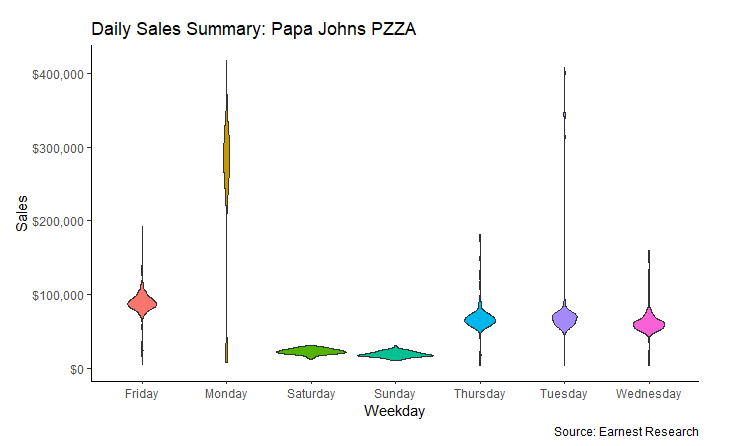 Daily Sales Summary: Papa Johns PZZA
$400,000
$300,000
$200,000
$100,000
$0
Sales
Friday
Monday
Saturday
Sunday
Thursday
Tuesday
Wednesday
Weekday
Source: Earnest Research